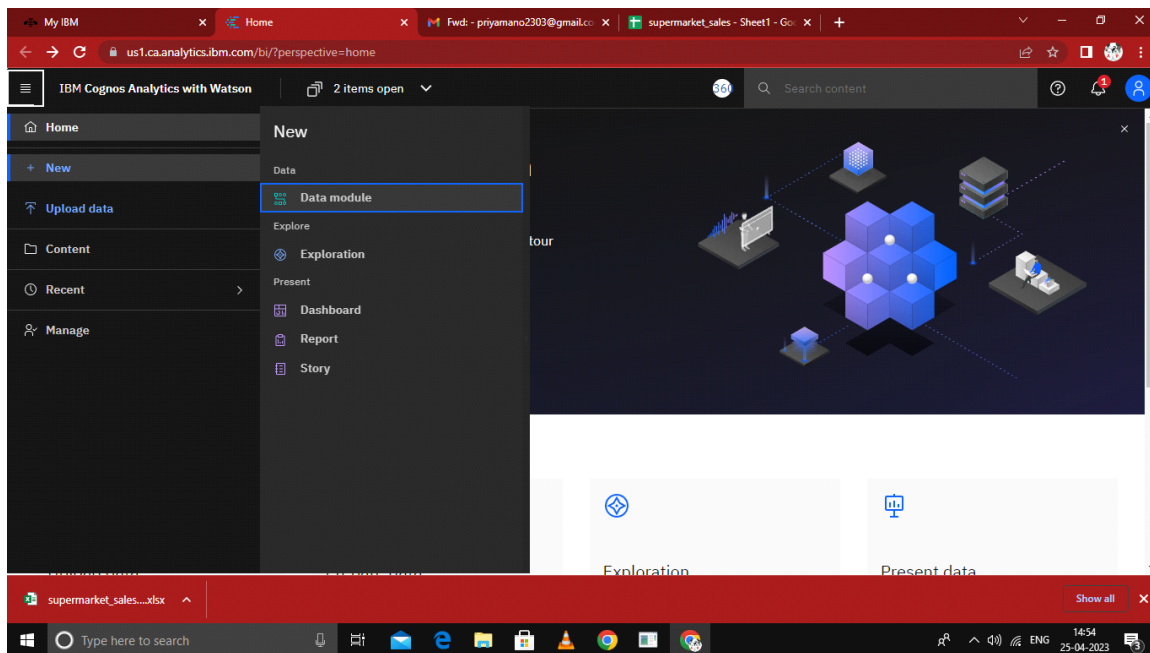 My IBM
Home
Fwd: - priyamano2303@gmail.co
supermarket_sales - Sheet1 - Goo
us1.ca.analytics.ibm.com/bi/?perspective=home
IBM Cognos Analytics with Watson
2 items open
360
Search content
1
Home
New
Upload data
Content
Recent
Manage
New
Data
Data module
Explore
Exploration
Present
Dashboard
Report
Story
tour
Exploration
Present data
supermarket_sales....xlsx
Show all
Type here to search
ENG
14:54
25-04-2023
3